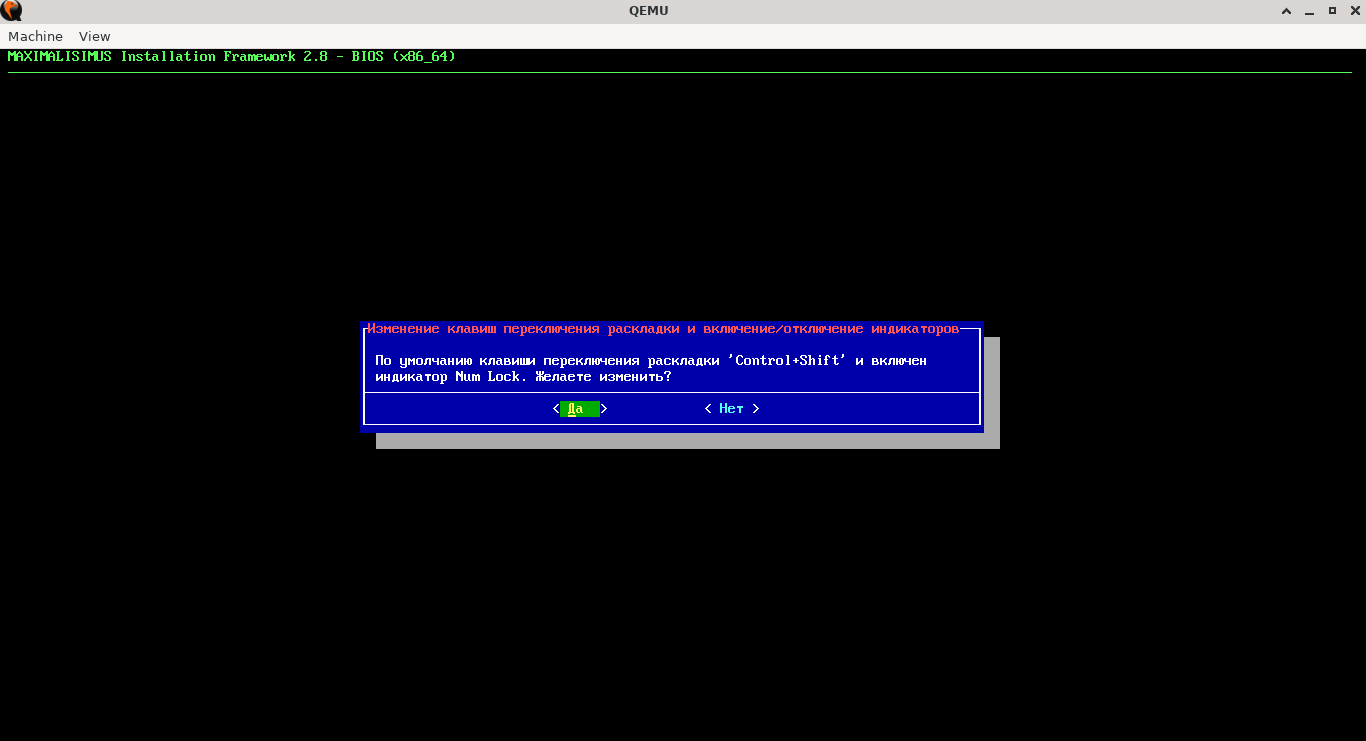 QEMU
Machine View
MAXIMALISIMUS Installation Framework 2.8 - BIOS (x86_64)
Изменение клавиш переключения раскладки и включение/отключение индикаторов
По умолчанию клавиши переключения раскладки 'Control+Shift' и включен
индикатор Num Lock. Желаете изменить?
<Да > < Нет >